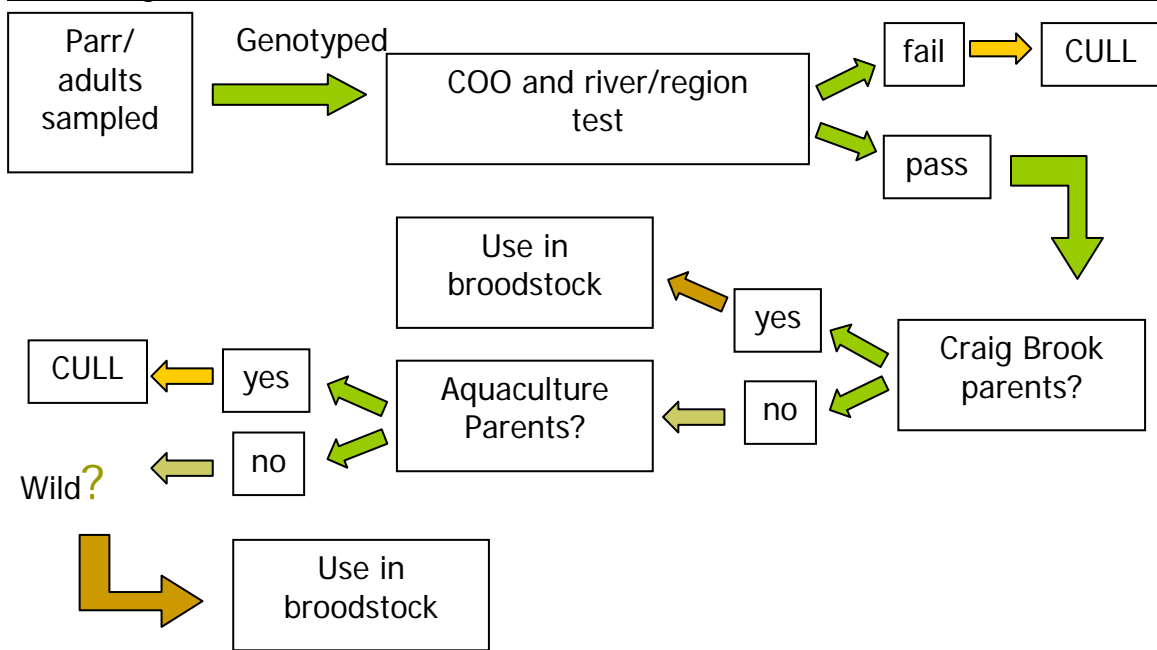 Parr/
adults
sampled
Genotyped
COO and river/region
test
fail
CULL
pass
Use in
broodstock
yes
Craig Brook
parents?
no
Aquaculture
Parents?
yes
CULL
no
Wild?
Use in
broodstock